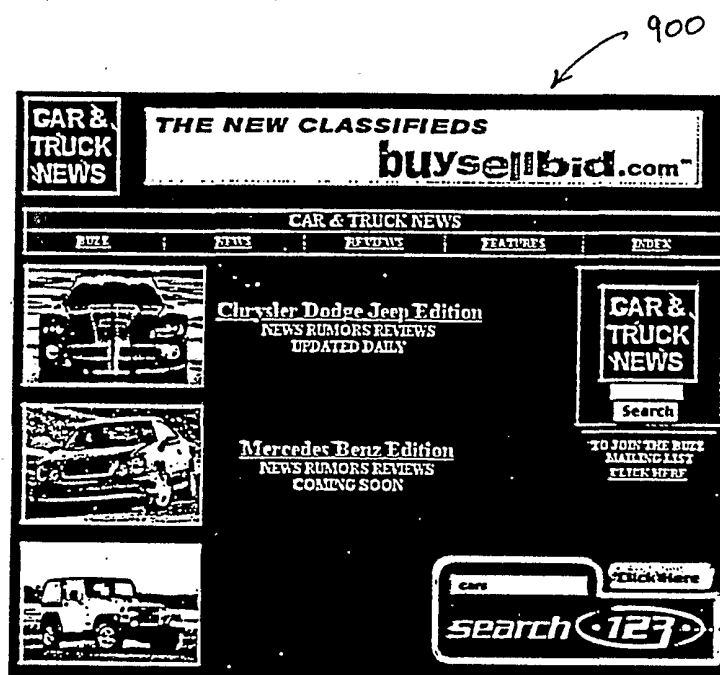 900
CAR &
TRUCK
NEWS
THE NEW CLASSIFIEDS
buysellbid.com™
CAR & TRUCK NEWS
BUZZ NEWS REVIEWS FEATURES INDEX
Chrysler Dodge Jeep Edition
NEWS RUMORS REVIEWS
UPDATED DAILY
CAR &
TRUCK
NEWS
Search
Mercedes Benz Edition
NEWS RUMORS REVIEWS
COMING SOON
TO JOIN THE BUZZ
MAILING LIST
CLICK HERE
cars
Click Here
search 123